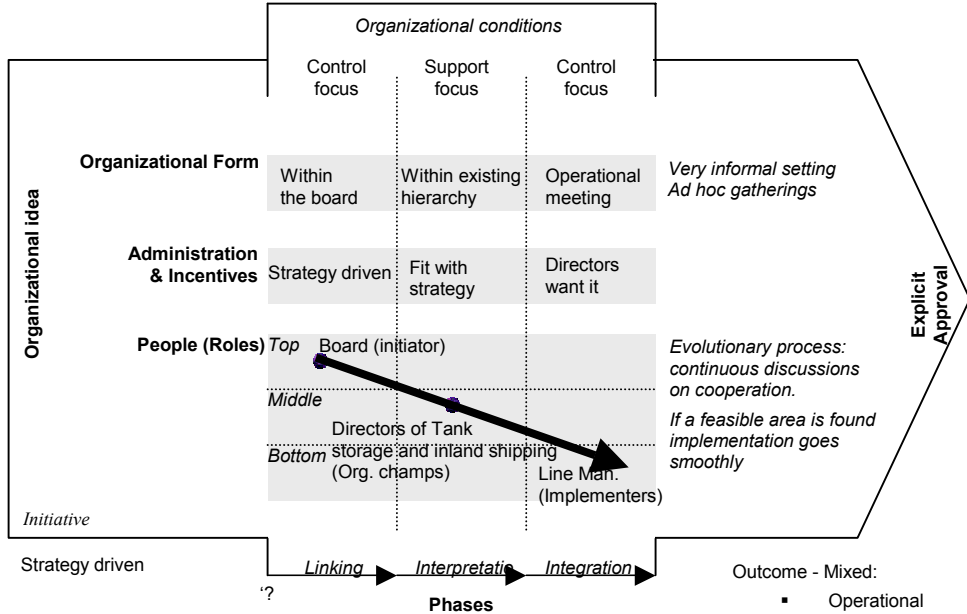 Organizational conditions
Control
focus
Support
focus
Control
focus
Organizational idea
Organizational Form
Within
the board
Within existing
hierarchy
Operational
meeting
Very informal setting
Ad hoc gatherings
Administration
& Incentives
Strategy driven
Fit with
strategy
Directors
want it
Explicit
Approval
People (Roles)
Top
Board (initiator)
Middle
Directors of Tank
storage and inland shipping
(Org. champs)
Bottom
Line Man.
(Implementers)
Evolutionary process:
continuous discussions
on cooperation.
If a feasible area is found
implementation goes
smoothly
Initiative
Strategy driven
Linking
Interpretatio
Integration
‘?
Phases
Outcome - Mixed:
▪ Operational